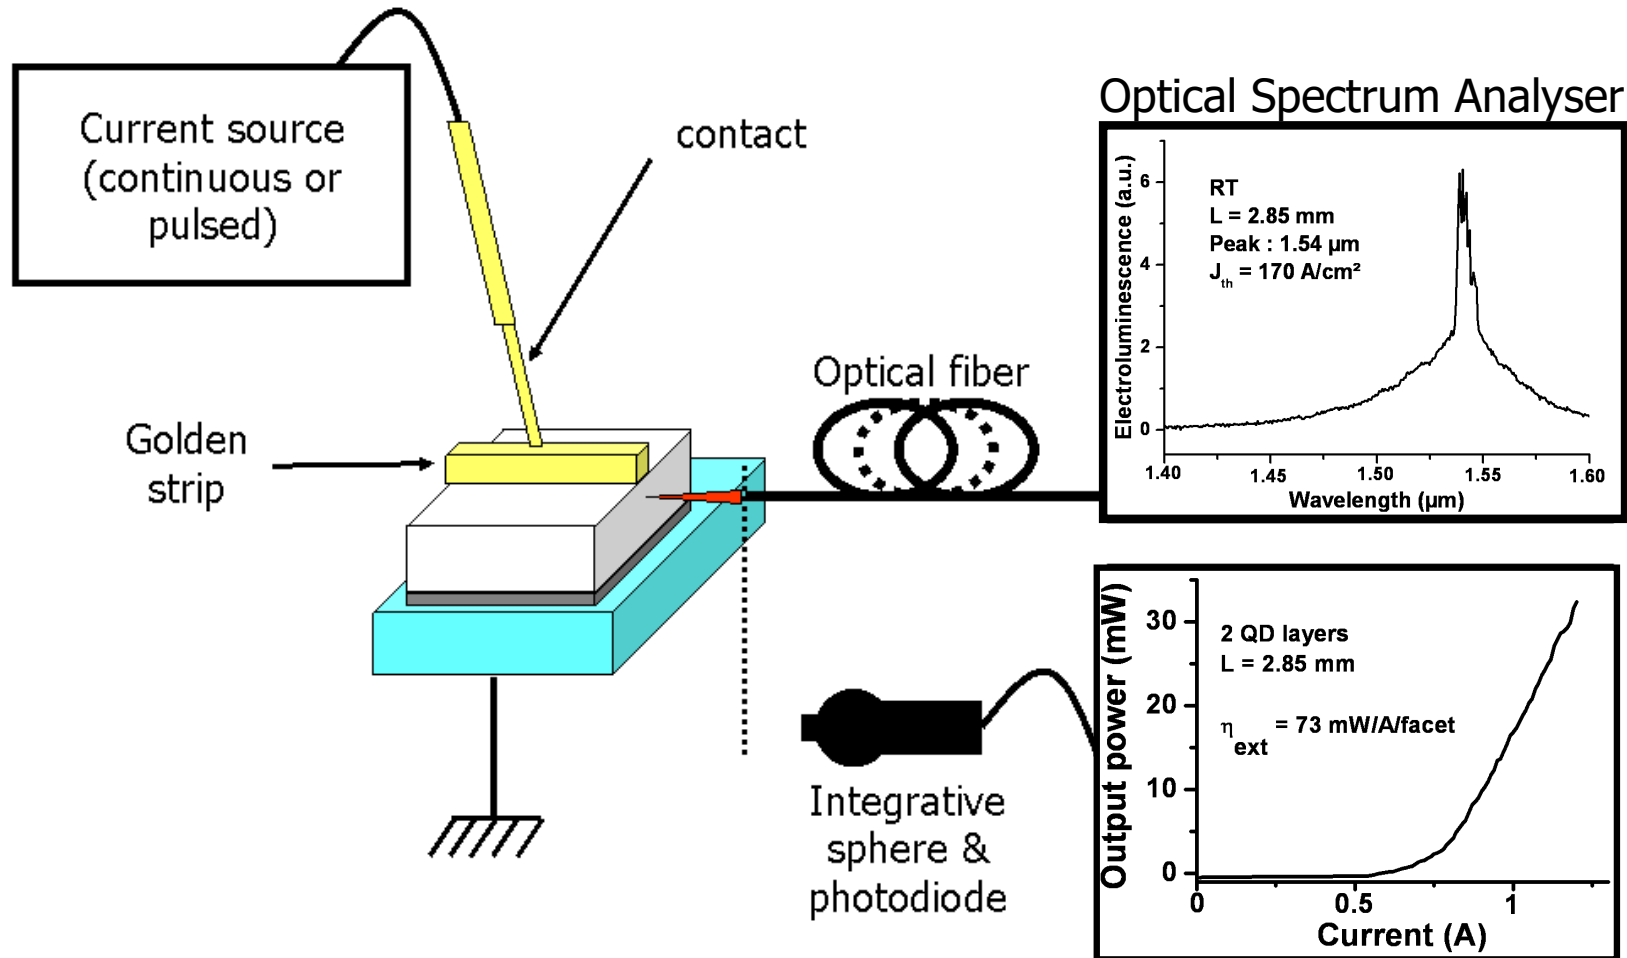 Current source
(continuous or
pulsed)
contact
Golden
strip
Optical fiber
Integrative
sphere &
photodiode
Optical Spectrum Analyser
Electroluminescence (a.u.)
6
4
2
0
RT
L = 2.85 mm
Peak : 1.54 µm
Jth = 170 A/cm²
1.40 1.45 1.50 1.55 1.60
Wavelength (µm)
Output power (mW)
30
20
10
0
2 QD layers
L = 2.85 mm
ηext = 73 mW/A/facet
0 0.5 1
Current (A)